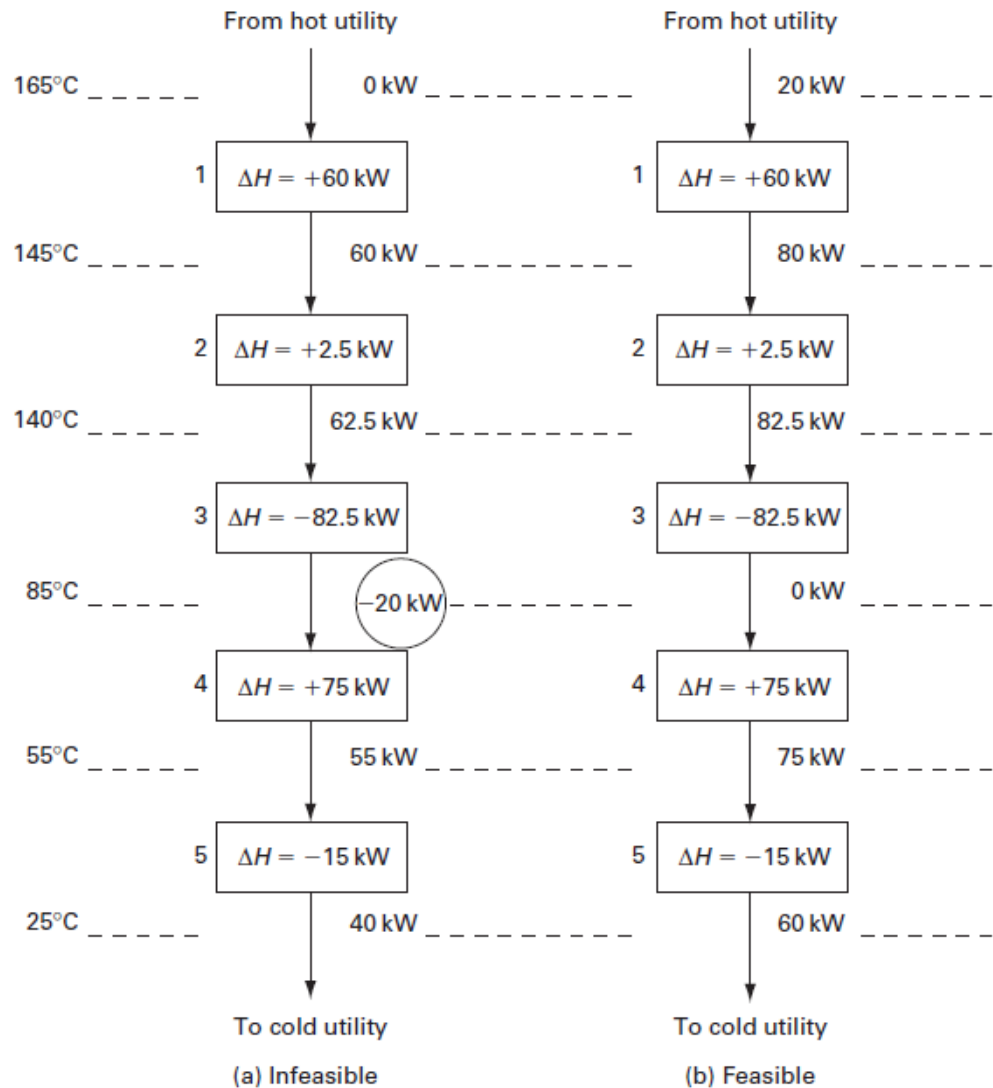 From hot utility From hot utility
165°C 0 kW 20 kW
1 ΔH = +60 kW 1 ΔH = +60 kW
145°C 60 kW 80 kW
2 ΔH = +2.5 kW 2 ΔH = +2.5 kW
140°C 62.5 kW 82.5 kW
3 ΔH = −82.5 kW 3 ΔH = −82.5 kW
85°C −20 kW 0 kW
4 ΔH = +75 kW 4 ΔH = +75 kW
55°C 55 kW 75 kW
5 ΔH = −15 kW 5 ΔH = −15 kW
25°C 40 kW 60 kW
To cold utility To cold utility
(a) Infeasible (b) Feasible